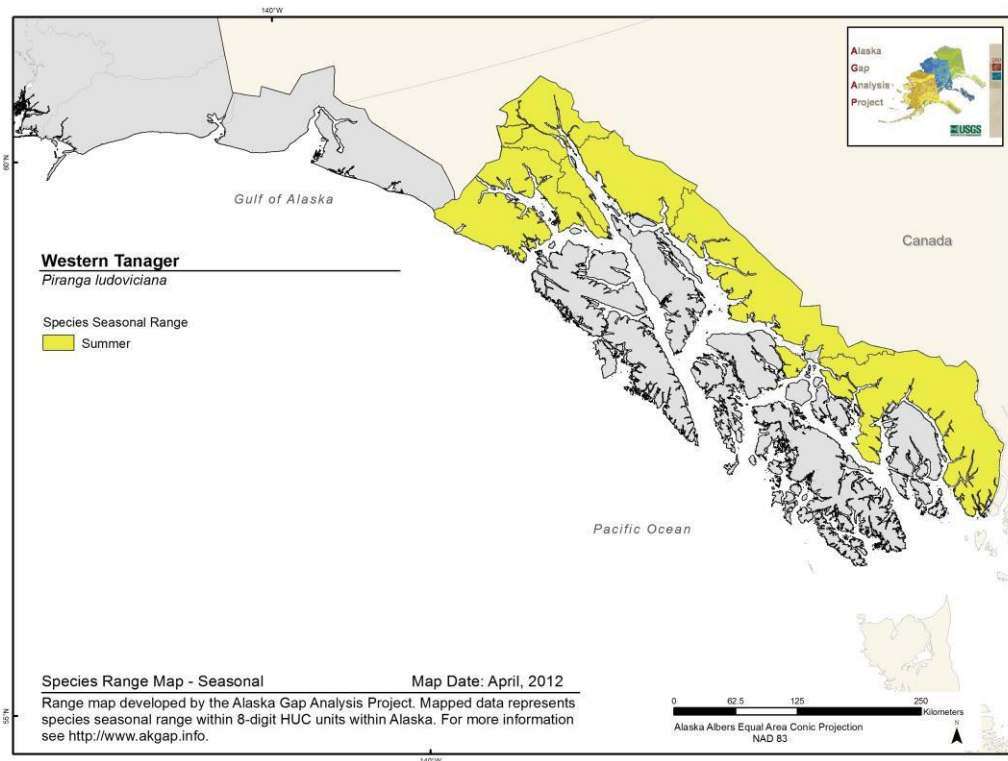 140°W
Alaska
Gap
Analysis
Project
USGS
60°N
Gulf of Alaska
Canada
Western Tanager
Piranga ludoviciana
Species Seasonal Range
Summer
Pacific Ocean
Species Range Map - Seasonal Map Date: April, 2012
Range map developed by the Alaska Gap Analysis Project. Mapped data represents
species seasonal range within 8-digit HUC units within Alaska. For more information
see http://www.akgap.info.
0 62.5 125 250
Kilometers
Alaska Albers Equal Area Conic Projection
NAD 83
N
55°N
140°W